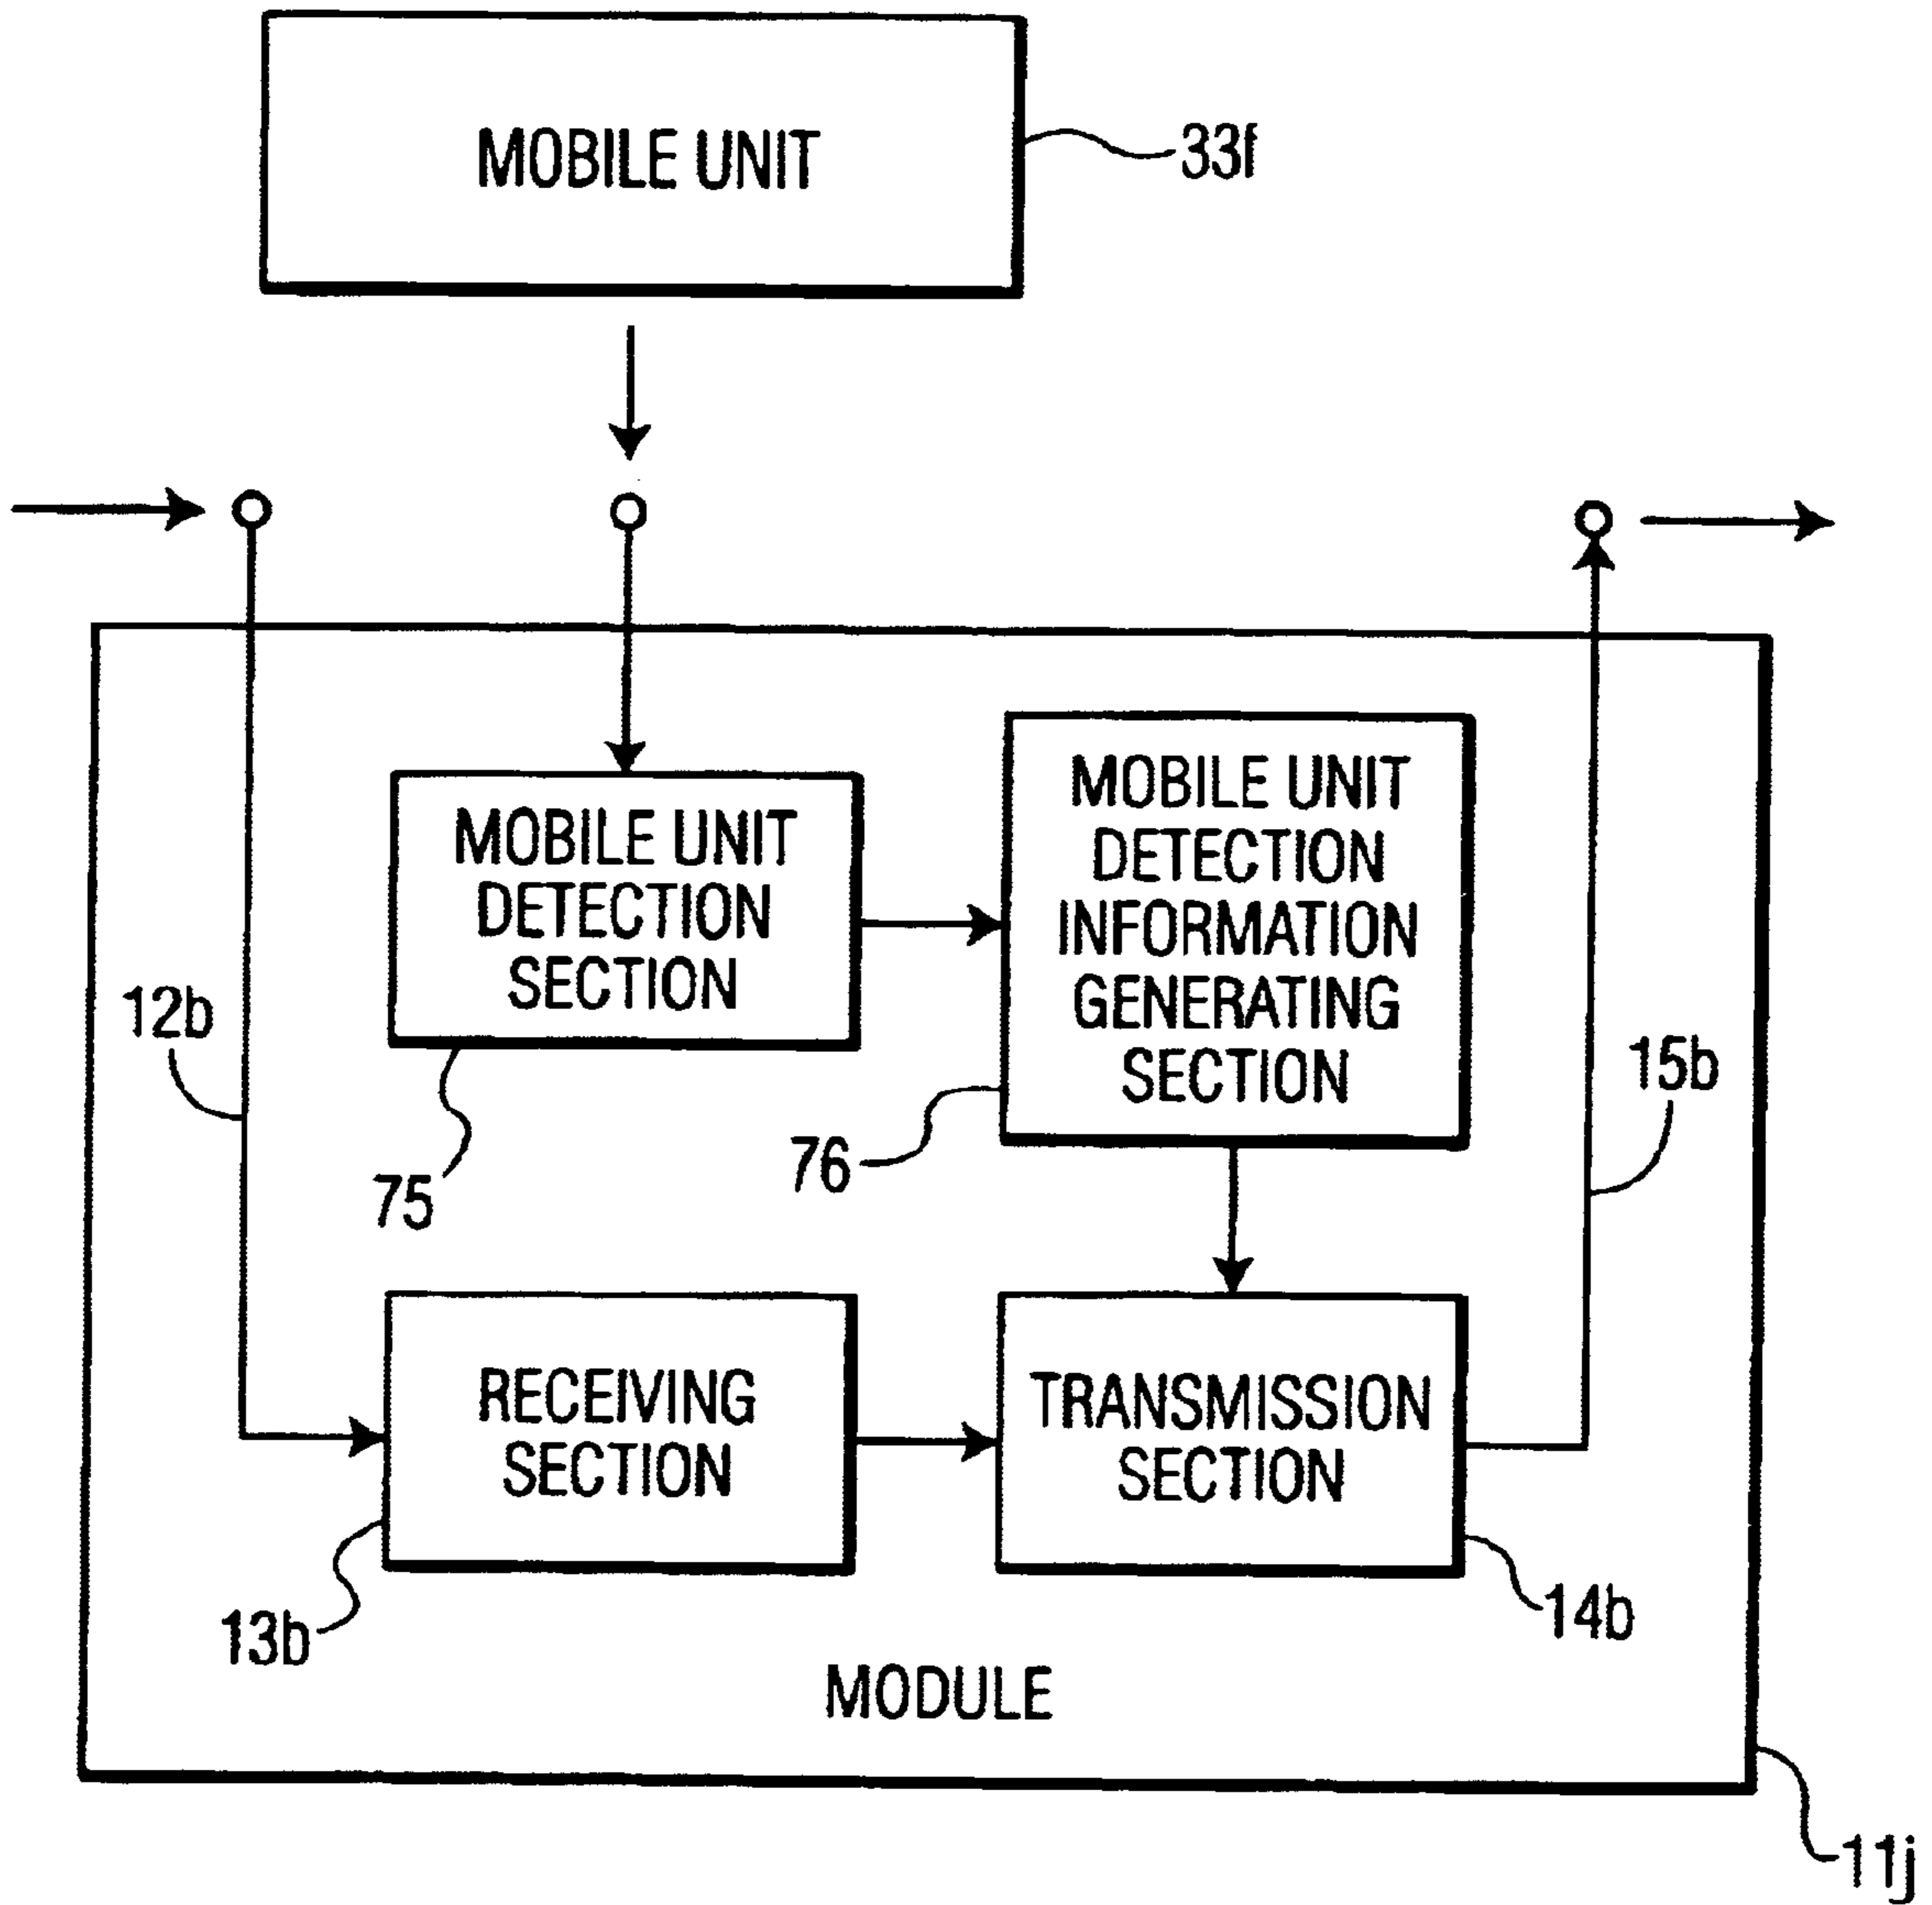 MOBILE UNIT
33f
MOBILE UNIT
DETECTION
SECTION
MOBILE UNIT
DETECTION
INFORMATION
GENERATING
SECTION
12b
75
76
15b
RECEIVING
SECTION
TRANSMISSION
SECTION
13b
14b
MODULE
11j